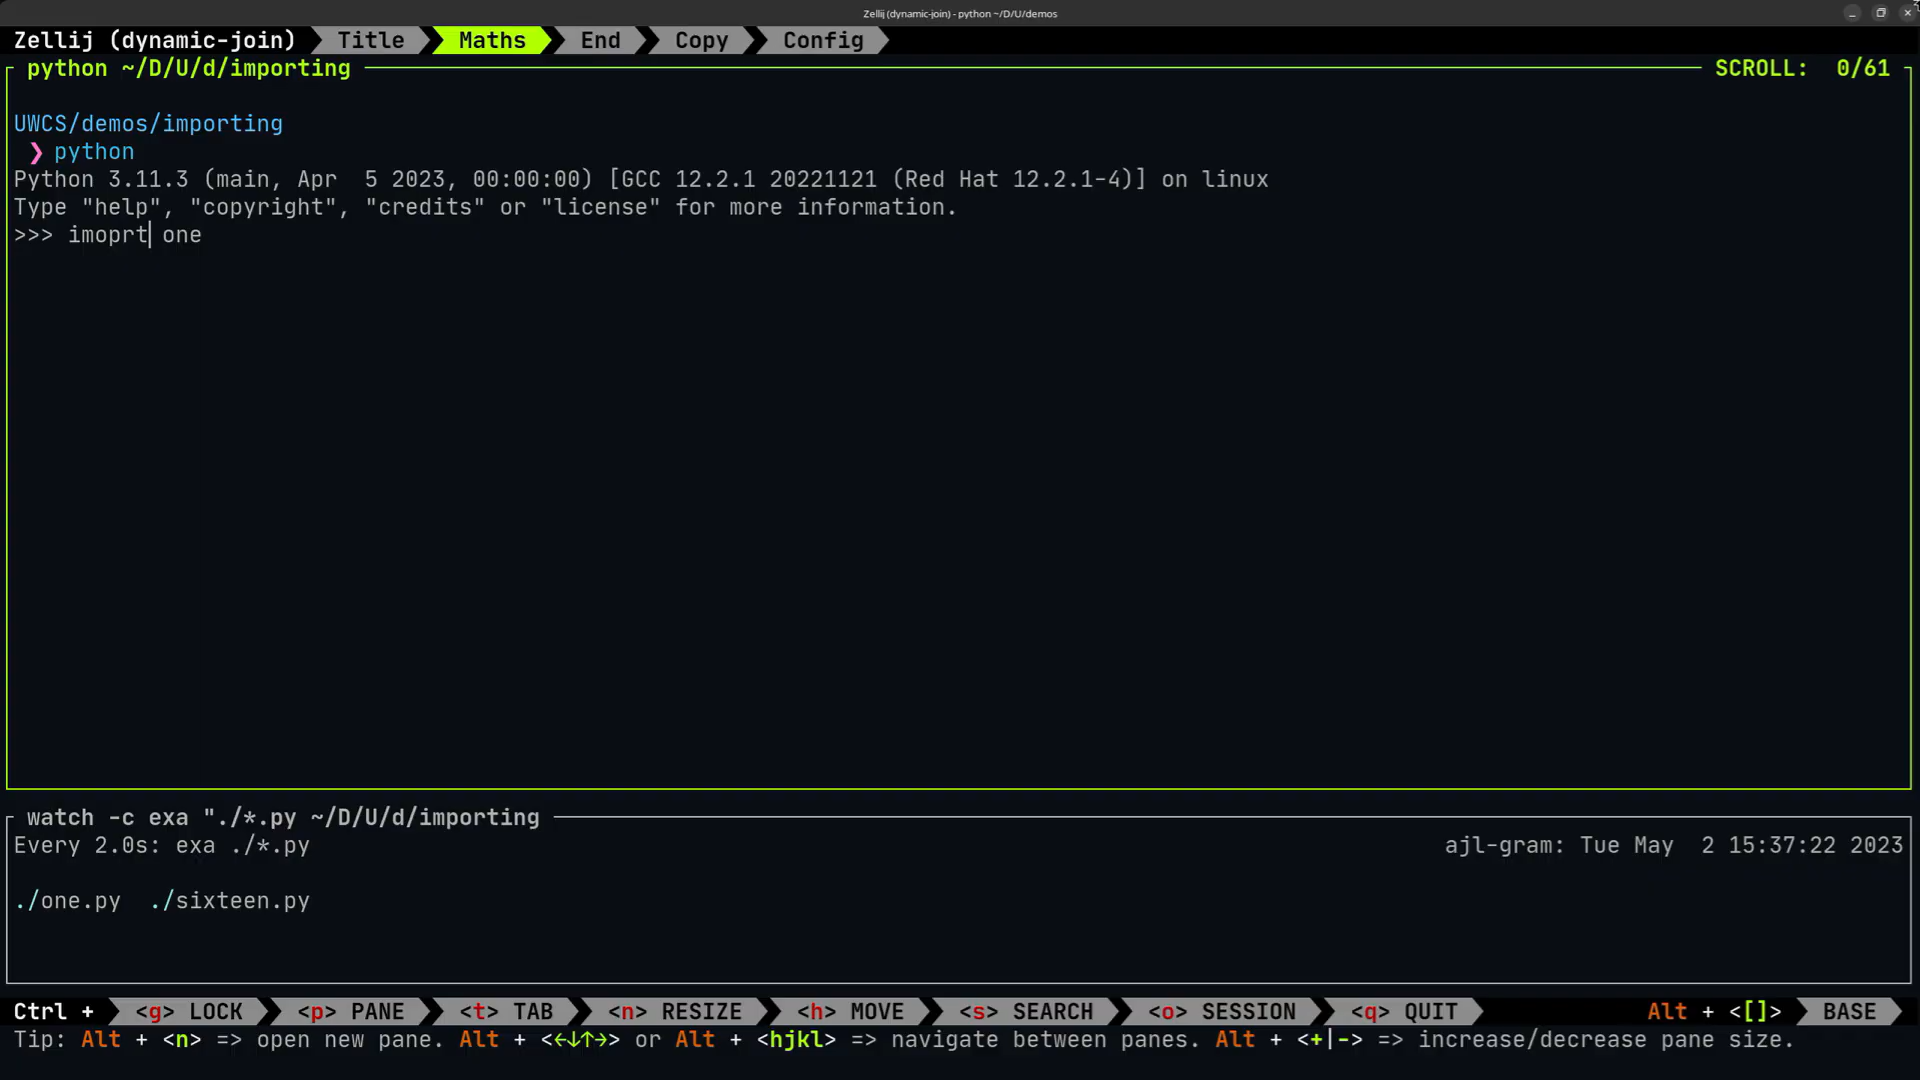 Zellij (dynamic-join) - python ~/D/U/demos
Zellij (dynamic-join) Title Maths End Copy Config
python ~/D/U/d/importing SCROLL: 0/61
UWCS/demos/importing
❯ python
Python 3.11.3 (main, Apr  5 2023, 00:00:00) [GCC 12.2.1 20221121 (Red Hat 12.2.1-4)] on linux
Type "help", "copyright", "credits" or "license" for more information.
>>> imoprt one
watch -c exa "./*.py ~/D/U/d/importing
Every 2.0s: exa ./*.py ajl-gram: Tue May  2 15:37:22 2023
./one.py  ./sixteen.py
Ctrl + <g> LOCK <p> PANE <t> TAB <n> RESIZE <h> MOVE <s> SEARCH <o> SESSION <q> QUIT Alt + <[]> BASE
Tip: Alt + <n> => open new pane. Alt + <←↓↑→> or Alt + <hjkl> => navigate between panes. Alt + <+|-> => increase/decrease pane size.